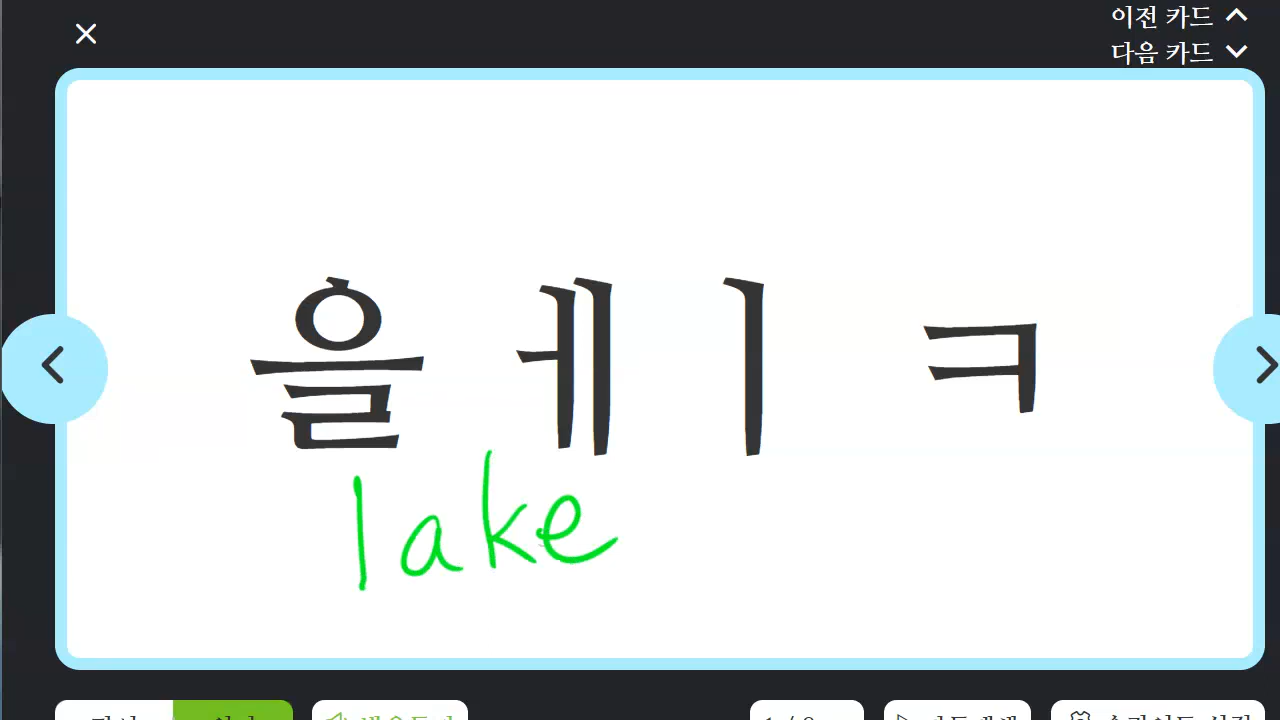 이전 카드
다음 카드
을 ㅔ ㅣ ㅋ
lake